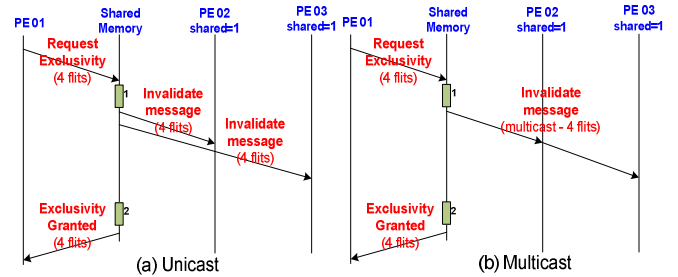 PE 01
Shared
Memory
PE 02
shared=1
PE 03
shared=1
Request
Exclusivity
(4 flits)
1
Invalidate
message
(4 flits)
Invalidate
message
(4 flits)
2
Exclusivity
Granted
(4 flits)
(a) Unicast
PE 01
Shared
Memory
PE 02
shared=1
PE 03
shared=1
Request
Exclusivity
(4 flits)
1
Invalidate
message
(multicast - 4 flits)
2
Exclusivity
Granted
(4 flits)
(b) Multicast